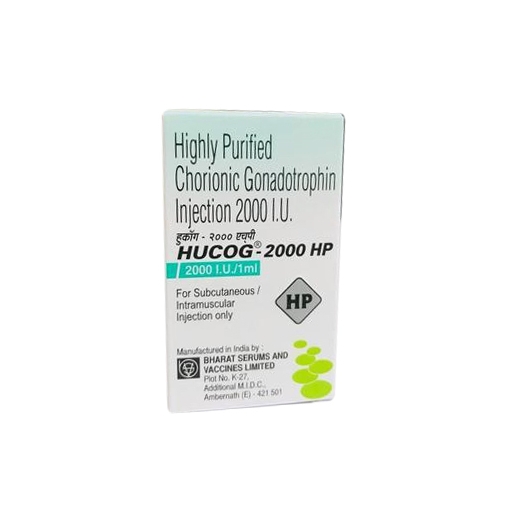 Highly Purified
Chorionic Gonadotrophin
Injection 2000 I.U.
हुकॉग - २००० एचपी
HUCOG®-2000 HP
2000 I.U./1ml
For Subcutaneous /
Intramuscular
Injection only
HP
Manufactured in India by :
BHARAT SERUMS AND
VACCINES LIMITED
Plot No. K-27,
Additional M.I.D.C.,
Ambernath (E) - 421 501